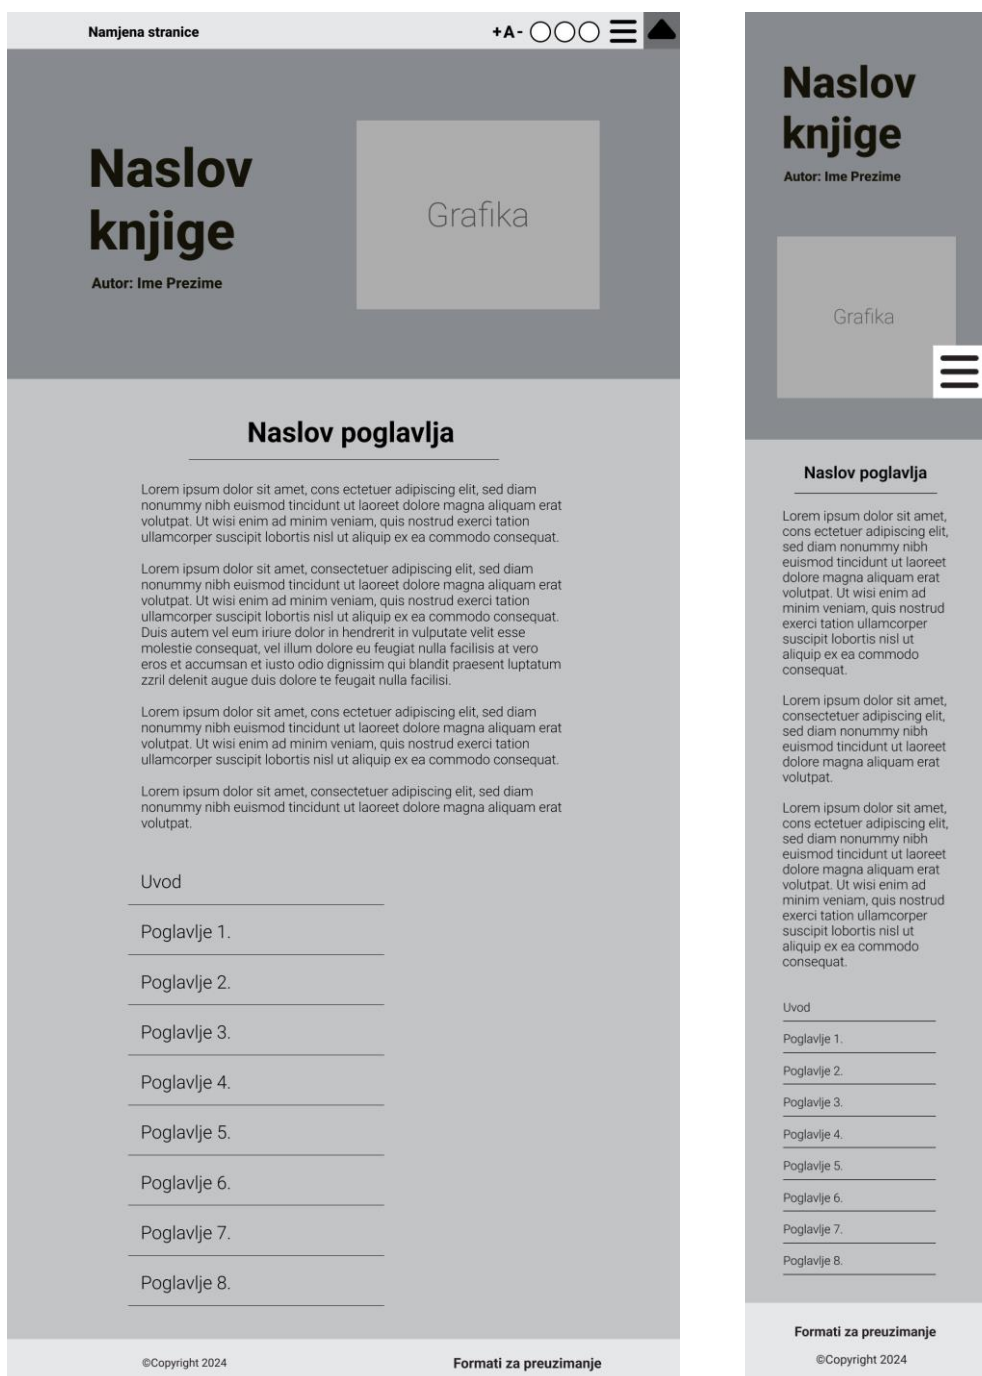 Namjena stranice
+A-
Naslov
knjige
Autor: Ime Prezime
Grafika
Naslov poglavlja
Lorem ipsum dolor sit amet, cons ectetuer adipiscing elit, sed diam
nonummy nibh euismod tincidunt ut laoreet dolore magna aliquam erat
volutpat. Ut wisi enim ad minim veniam, quis nostrud exerci tation
ullamcorper suscipit lobortis nisl ut aliquip ex ea commodo consequat.
Lorem ipsum dolor sit amet, consectetuer adipiscing elit, sed diam
nonummy nibh euismod tincidunt ut laoreet dolore magna aliquam erat
volutpat. Ut wisi enim ad minim veniam, quis nostrud exerci tation
ullamcorper suscipit lobortis nisl ut aliquip ex ea commodo consequat.
Duis autem vel eum iriure dolor in hendrerit in vulputate velit esse
molestie consequat, vel illum dolore eu feugiat nulla facilisis at vero
eros et accumsan et iusto odio dignissim qui blandit praesent luptatum
zzril delenit augue duis dolore te feugait nulla facilisi.
Lorem ipsum dolor sit amet, cons ectetuer adipiscing elit, sed diam
nonummy nibh euismod tincidunt ut laoreet dolore magna aliquam erat
volutpat. Ut wisi enim ad minim veniam, quis nostrud exerci tation
ullamcorper suscipit lobortis nisl ut aliquip ex ea commodo consequat.
Lorem ipsum dolor sit amet, consectetuer adipiscing elit, sed diam
nonummy nibh euismod tincidunt ut laoreet dolore magna aliquam erat
volutpat.
Uvod
Poglavlje 1.
Poglavlje 2.
Poglavlje 3.
Poglavlje 4.
Poglavlje 5.
Poglavlje 6.
Poglavlje 7.
Poglavlje 8.
©Copyright 2024
Formati za preuzimanje
Naslov
knjige
Autor: Ime Prezime
Grafika
Naslov poglavlja
Lorem ipsum dolor sit amet,
cons ectetuer adipiscing elit,
sed diam nonummy nibh
euismod tincidunt ut laoreet
dolore magna aliquam erat
volutpat. Ut wisi enim ad
minim veniam, quis nostrud
exerci tation ullamcorper
suscipit lobortis nisl ut
aliquip ex ea commodo
consequat.
Lorem ipsum dolor sit amet,
consectetuer adipiscing elit,
sed diam nonummy nibh
euismod tincidunt ut laoreet
dolore magna aliquam erat
volutpat.
Lorem ipsum dolor sit amet,
cons ectetuer adipiscing elit,
sed diam nonummy nibh
euismod tincidunt ut laoreet
dolore magna aliquam erat
volutpat. Ut wisi enim ad
minim veniam, quis nostrud
exerci tation ullamcorper
suscipit lobortis nisl ut
aliquip ex ea commodo
consequat.
Uvod
Poglavlje 1.
Poglavlje 2.
Poglavlje 3.
Poglavlje 4.
Poglavlje 5.
Poglavlje 6.
Poglavlje 7.
Poglavlje 8.
Formati za preuzimanje
©Copyright 2024